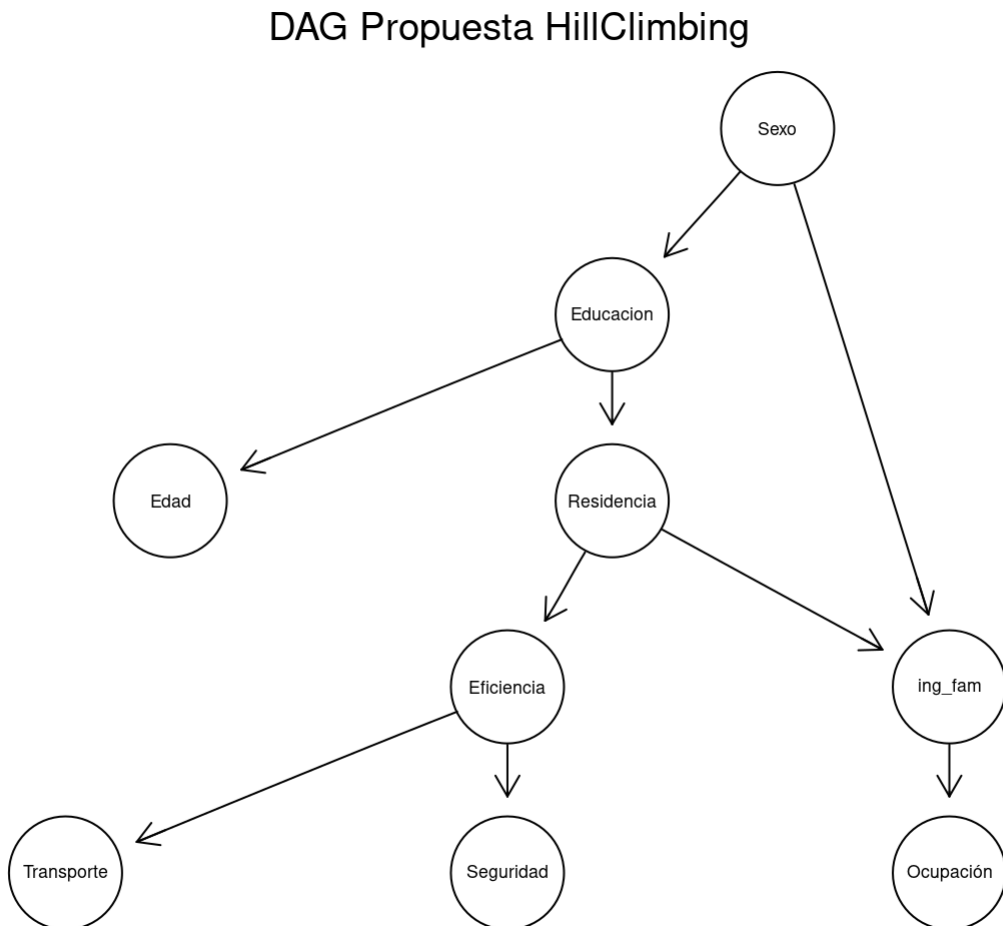 DAG Propuesta HillClimbing
Sexo
Educacion
Edad
Residencia
Eficiencia
ing_fam
Transporte
Seguridad
Ocupación